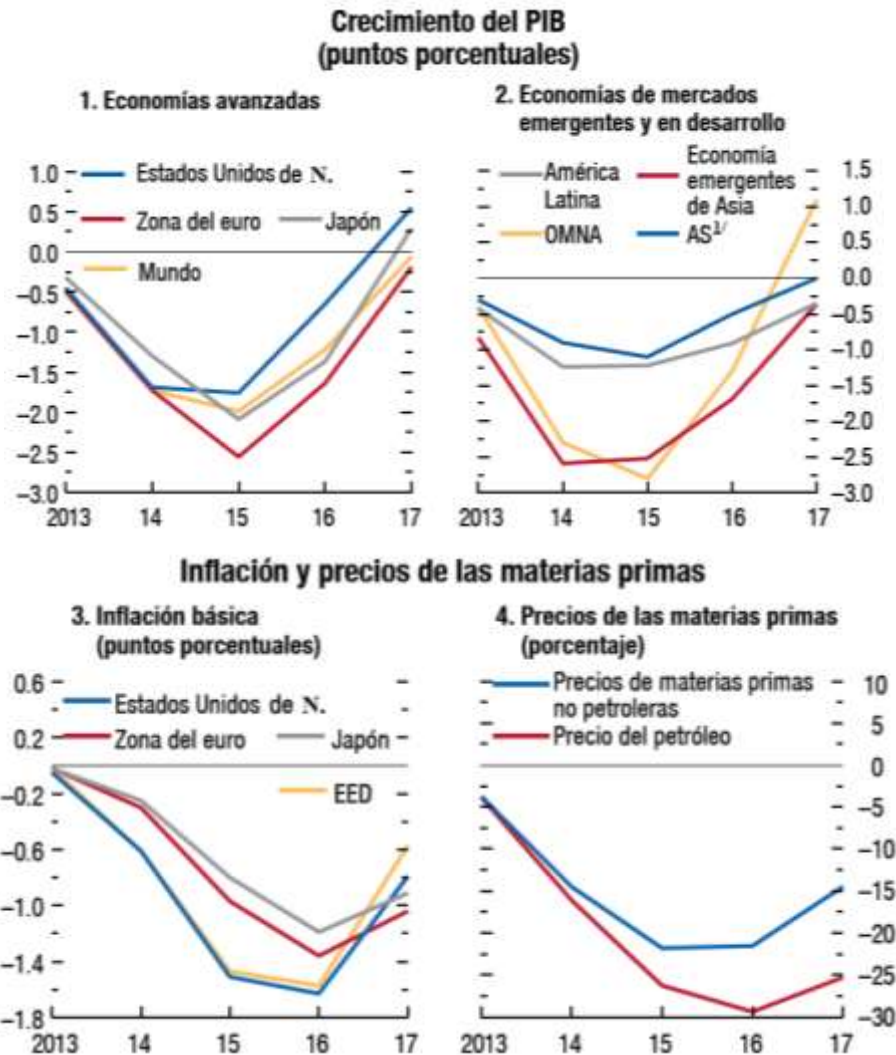 Crecimiento del PIB
(puntos porcentuales)
1. Economías avanzadas
1.0
0.5
0.0
−0.5
−1.0
−1.5
−2.0
−2.5
−3.0
Estados Unidos de N.
Zona del euro
Japón
Mundo
2013 14 15 16 17
2. Economías de mercados
emergentes y en desarrollo
América
Latina
Economía
emergentes
de Asia
OMNA
AS1/
1.5
1.0
0.5
0.0
−0.5
−1.0
−1.5
−2.0
−2.5
−3.0
2013 14 15 16 17
Inflación y precios de las materias primas
3. Inflación básica
(puntos porcentuales)
0.6
0.2
−0.2
−0.6
−1.0
−1.4
−1.8
Estados Unidos de N.
Zona del euro
Japón
EED
2013 14 15 16 17
4. Precios de las materias primas
(porcentaje)
Precios de materias primas
no petroleras
Precio del petróleo
10
5
0
−5
−10
−15
−20
−25
−30
2013 14 15 16 17